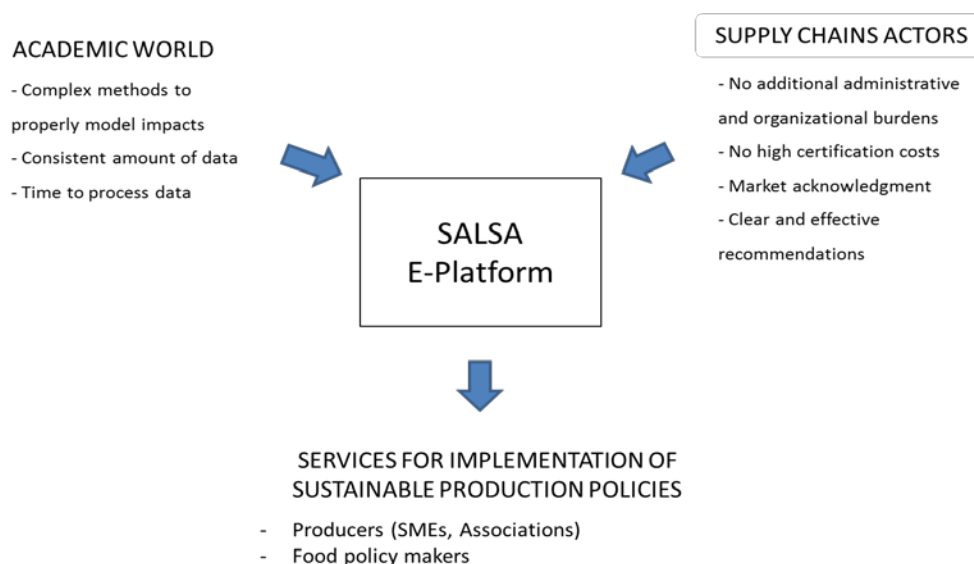 ACADEMIC WORLD
- Complex methods to
properly model impacts
- Consistent amount of data
- Time to process data
SUPPLY CHAINS ACTORS
- No additional administrative
and organizational burdens
- No high certification costs
- Market acknowledgment
- Clear and effective
recommendations
SALSA
E-Platform
SERVICES FOR IMPLEMENTATION OF
SUSTAINABLE PRODUCTION POLICIES
- Producers (SMEs, Associations)
- Food policy makers